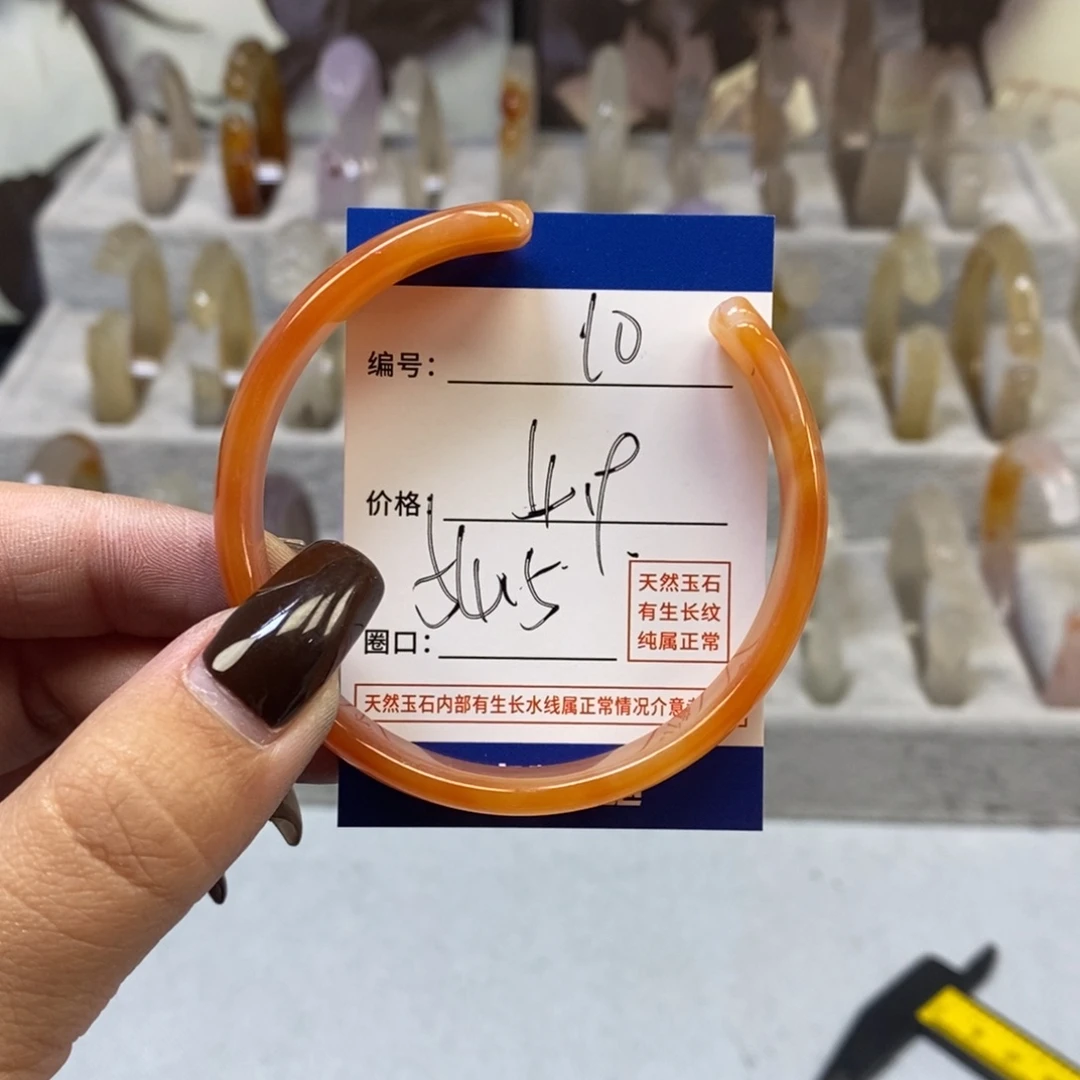 编号: 10
价格: 49
圈口:
天然玉石
有生长纹
纯属正常
天然玉石内部有生长水线属正常情况介意